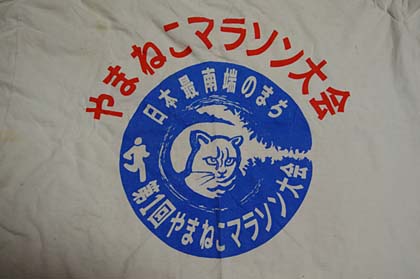 やまねこマラソン大会
日本最南端のまち
第1回やまねこマラソン大会